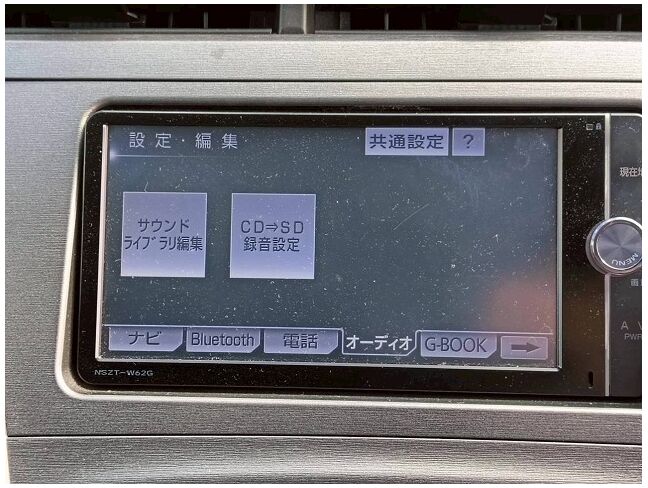 設定・編集
共通設定
?
現在地
サウンド
ライブラリ編集
CD⇒SD
録音設定
MENU
ナビ
Bluetooth
電話
オーディオ
G-BOOK
→
NSZT-W62G
A V
PWR